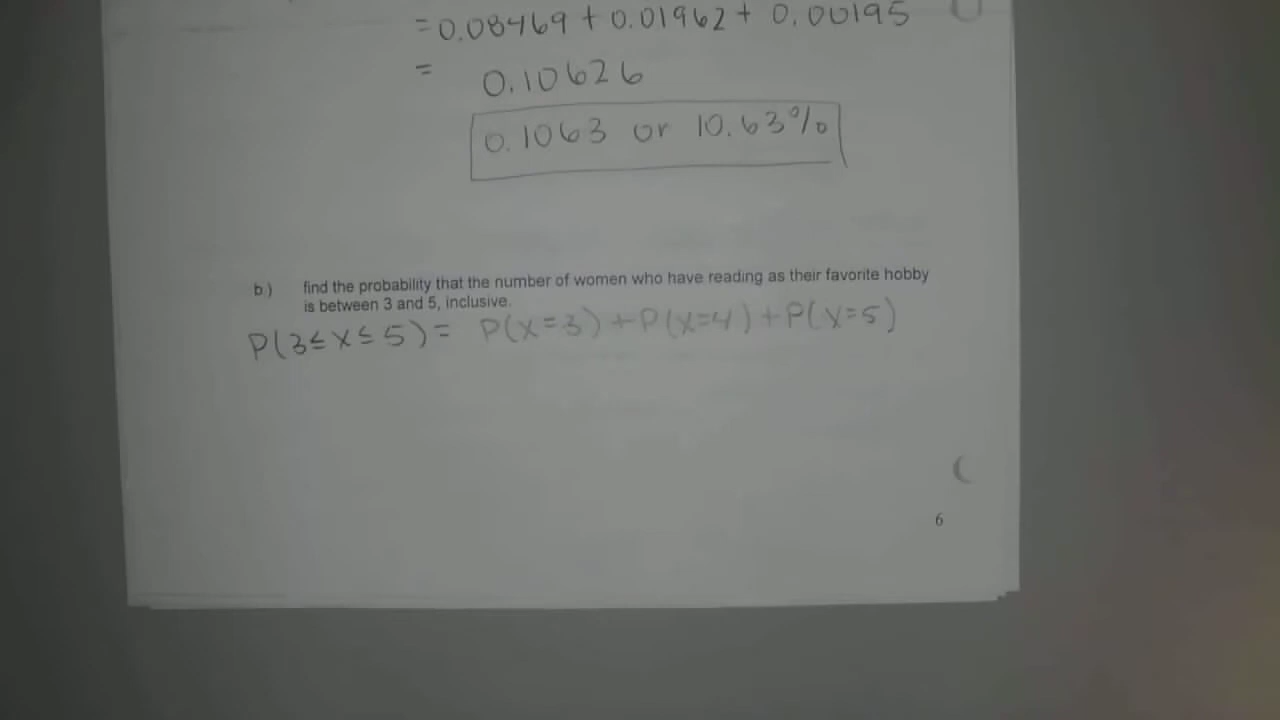 = 0.08469 + 0.01962 + 0.00195
= 0.10626
0.1063 or 10.63%
b.) find the probability that the number of women who have reading as their favorite hobby
is between 3 and 5, inclusive.
P(3≤x≤5) = P(x=3) + P(x=4) + P(x=5)
6